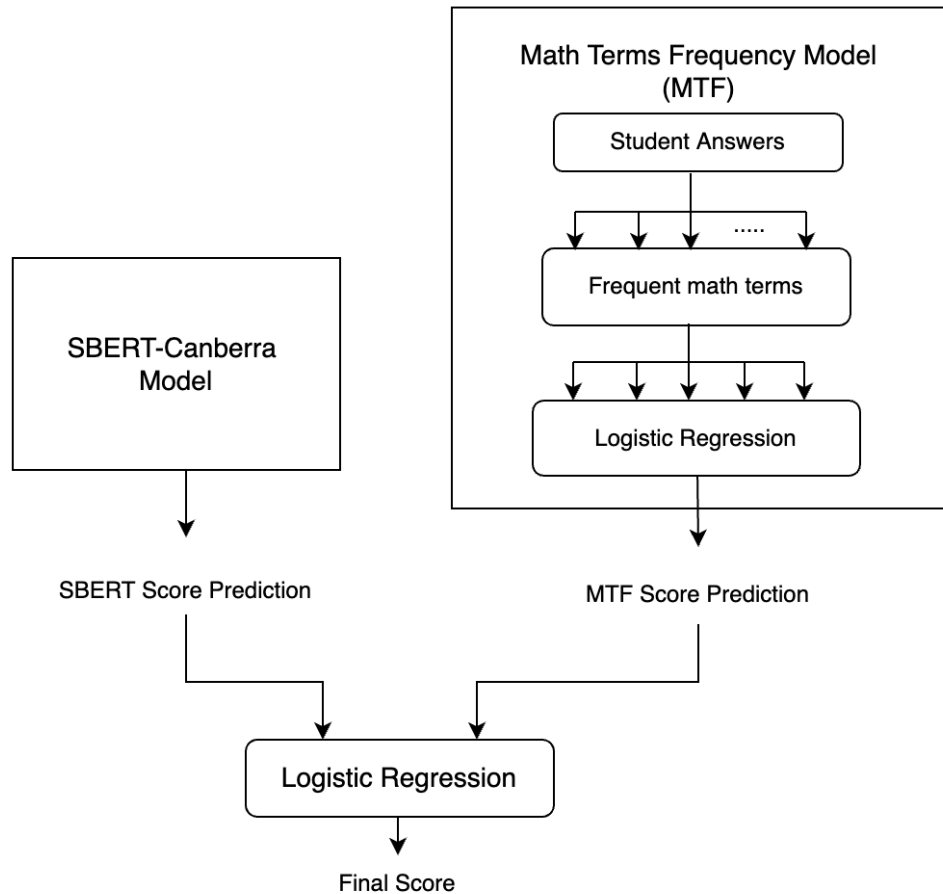 Math Terms Frequency Model
(MTF)
Student Answers
.....
Frequent math terms
Logistic Regression
SBERT-Canberra
Model
SBERT Score Prediction
MTF Score Prediction
Logistic Regression
Final Score